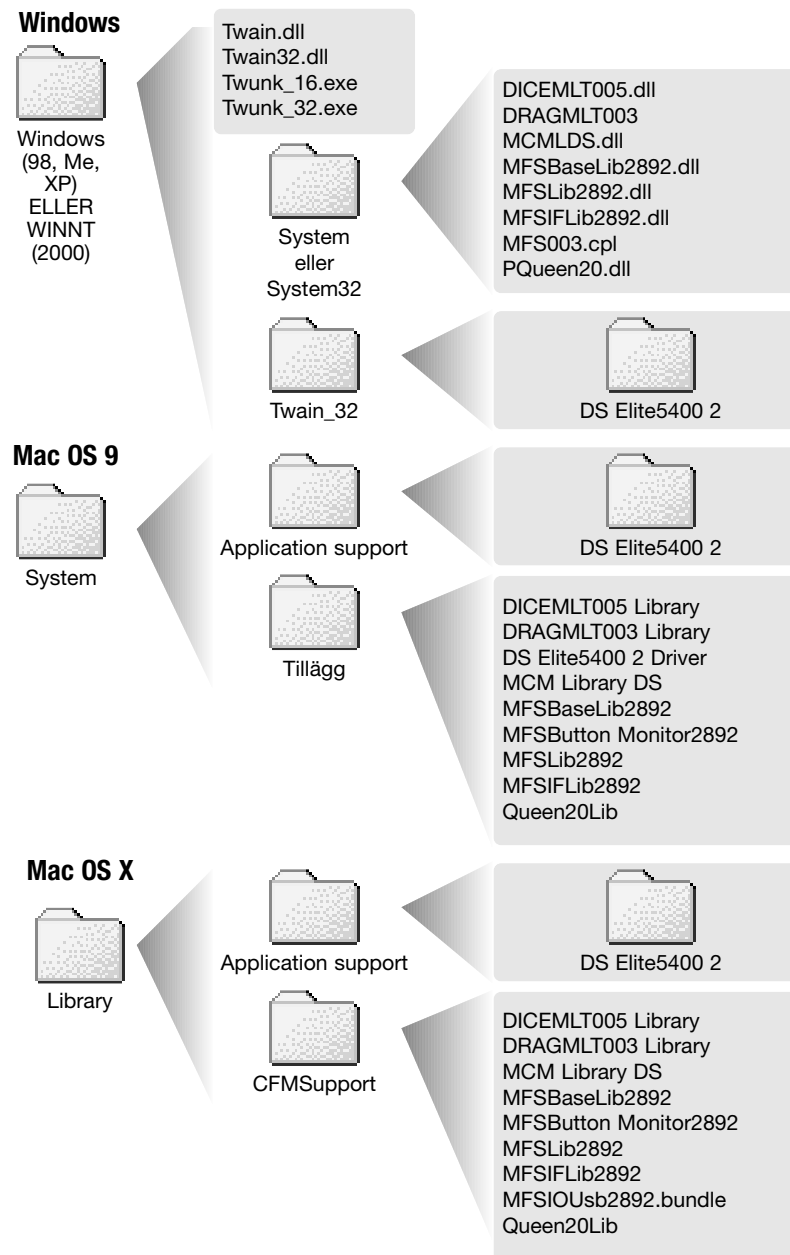 Windows
Windows
(98, Me,
XP)
ELLER
WINNT
(2000)
Twain.dll
Twain32.dll
Twunk_16.exe
Twunk_32.exe
System
eller
System32
DICEMLT005.dll
DRAGMLT003
MCMLDS.dll
MFSBaseLib2892.dll
MFSLib2892.dll
MFSIFLib2892.dll
MFS003.cpl
PQueen20.dll
Twain_32
DS Elite5400 2
Mac OS 9
System
Application support
DS Elite5400 2
Tillägg
DICEMLT005 Library
DRAGMLT003 Library
DS Elite5400 2 Driver
MCM Library DS
MFSBaseLib2892
MFSButton Monitor2892
MFSLib2892
MFSIFLib2892
Queen20Lib
Mac OS X
Library
Application support
DS Elite5400 2
CFMSupport
DICEMLT005 Library
DRAGMLT003 Library
MCM Library DS
MFSBaseLib2892
MFSButton Monitor2892
MFSLib2892
MFSIFLib2892
MFSIOUsb2892.bundle
Queen20Lib